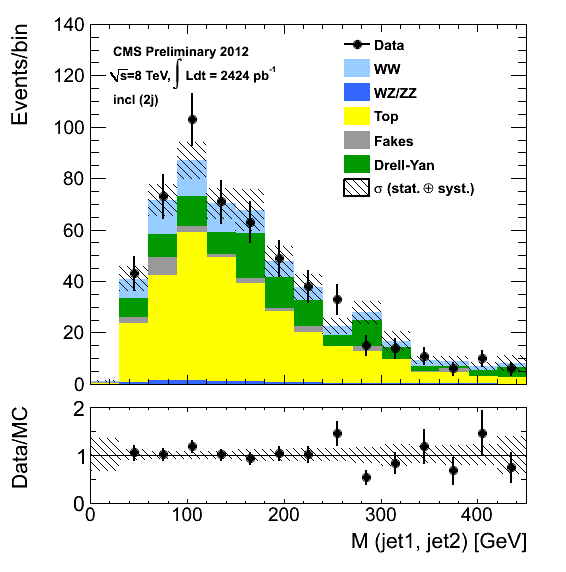 Events/bin
140
120
100
80
60
40
20
0
CMS Preliminary 2012
√s=8 TeV, ∫ Ldt = 2424 pb⁻¹
incl (2j)
Data
WW
WZ/ZZ
Top
Fakes
Drell-Yan
σ (stat. ⊕ syst.)
Data/MC
2
1
0
0 100 200 300 400
M (jet1, jet2) [GeV]